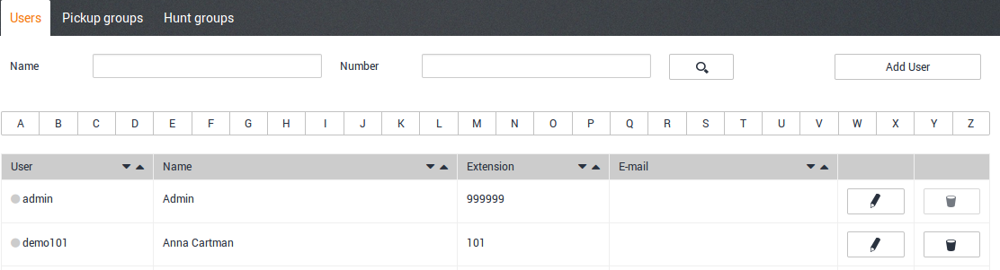 Users Pickup groups Hunt groups
Name Number Add User
A B C D E F G H I J K L M N O P Q R S T U V W X Y Z
User Name Extension E-mail
admin Admin 999999
demo101 Anna Cartman 101